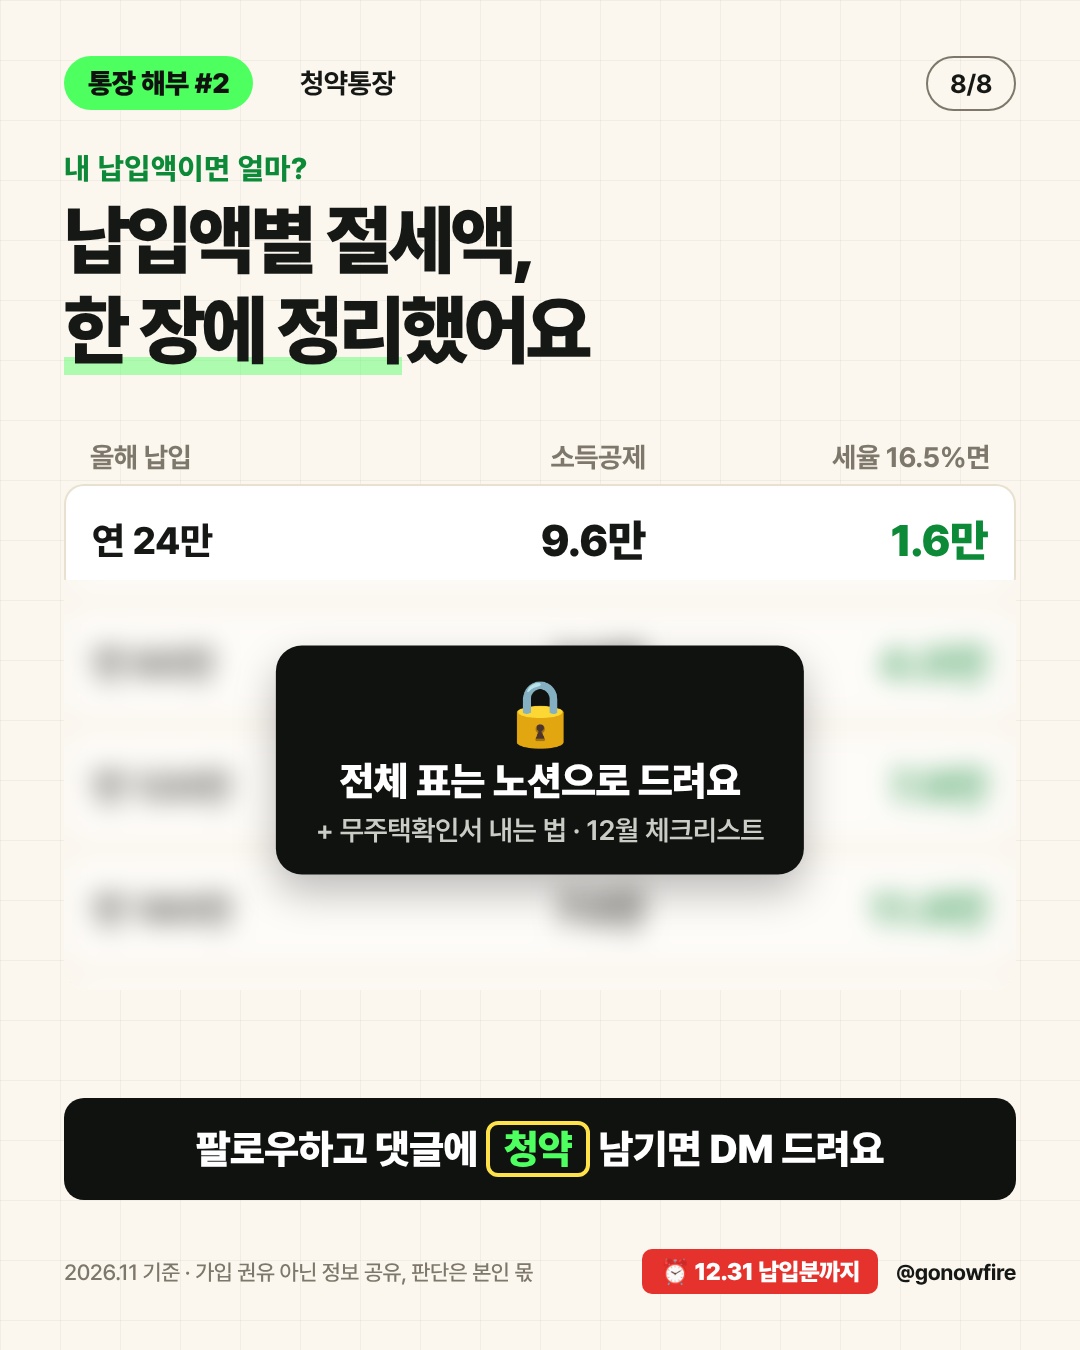 통장 해부 #2
청약통장
8/8
내 납입액이면 얼마?
납입액별 절세액,
한 장에 정리했어요
올해 납입 소득공제 세율 16.5%면
연 24만 9.6만 1.6만
전체 표는 노션으로 드려요
+ 무주택확인서 내는 법 · 12월 체크리스트
팔로우하고 댓글에 청약 남기면 DM 드려요
2026.11 기준 · 가입 권유 아닌 정보 공유, 판단은 본인 몫
12.31 납입분까지
@gonowfire